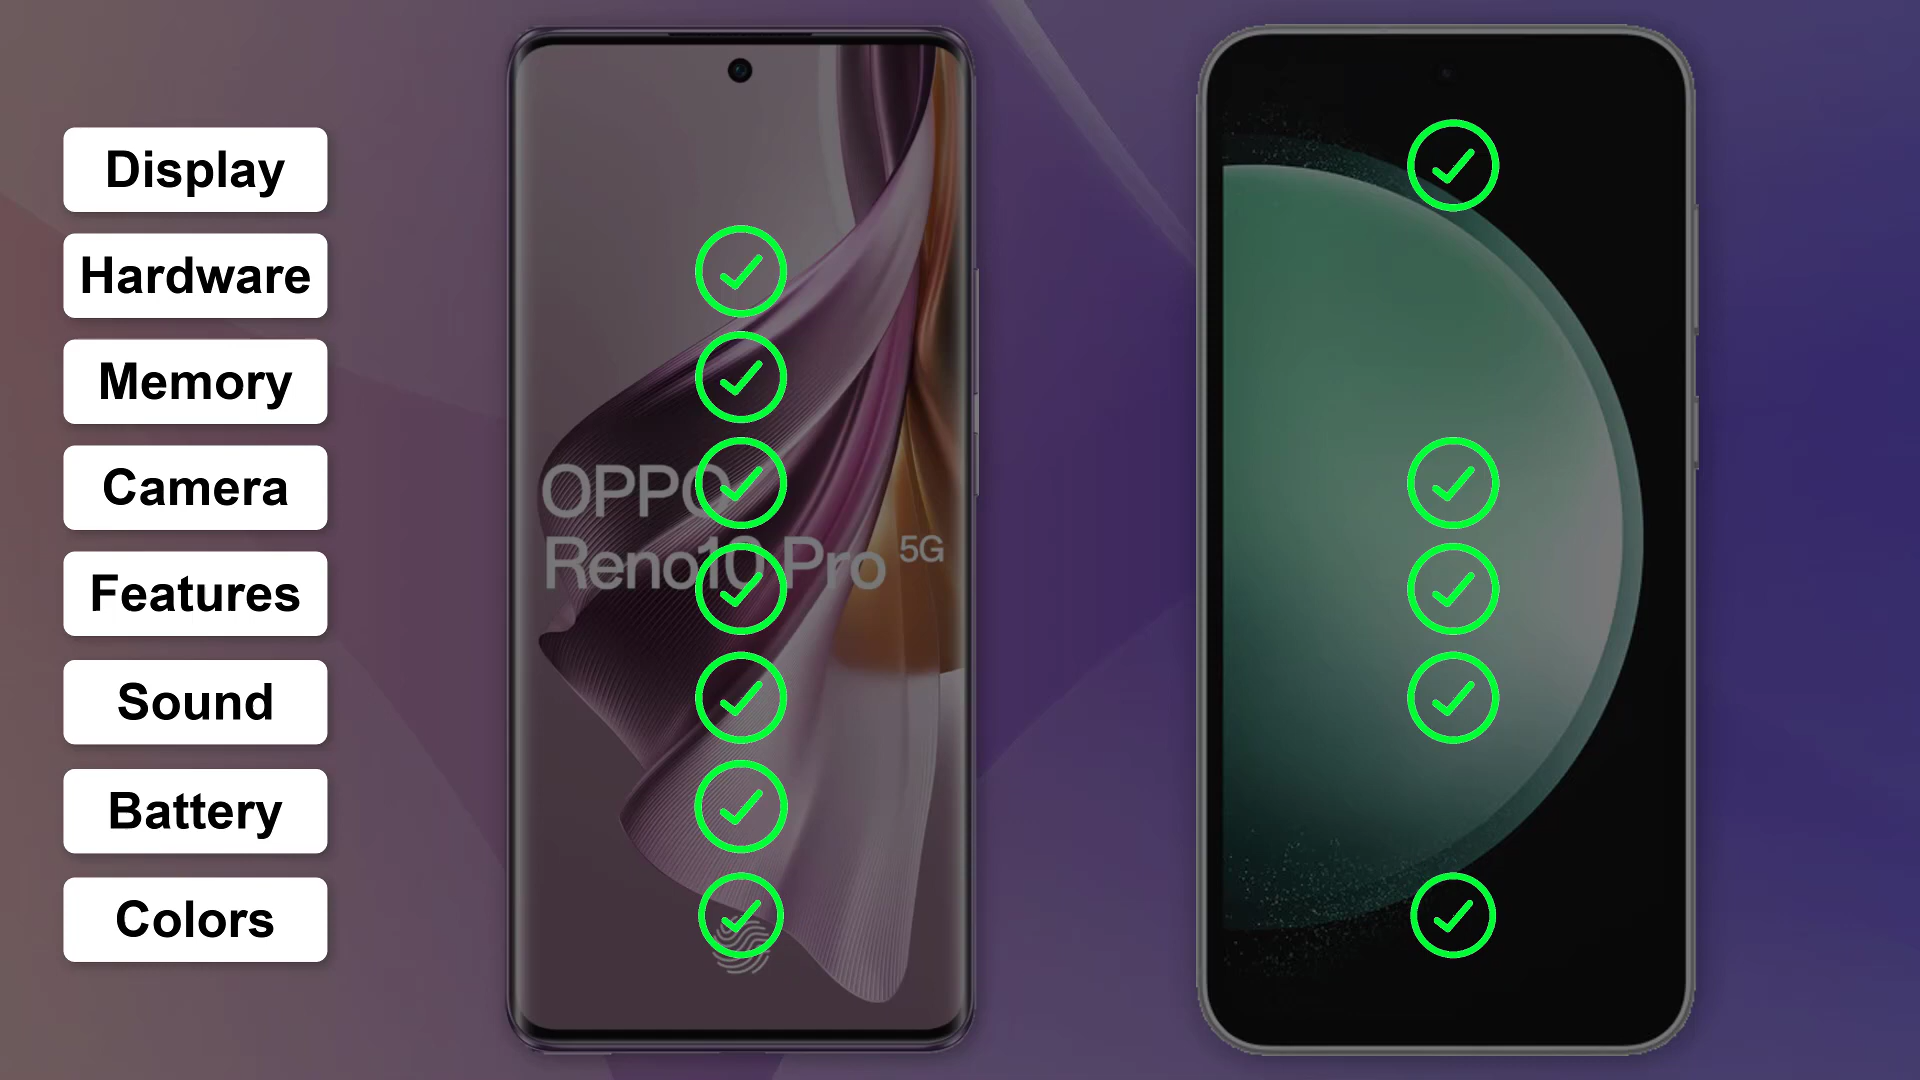 Display
Hardware
Memory
Camera
Features
Sound
Battery
Colors
OPPO
Reno10 Pro 5G